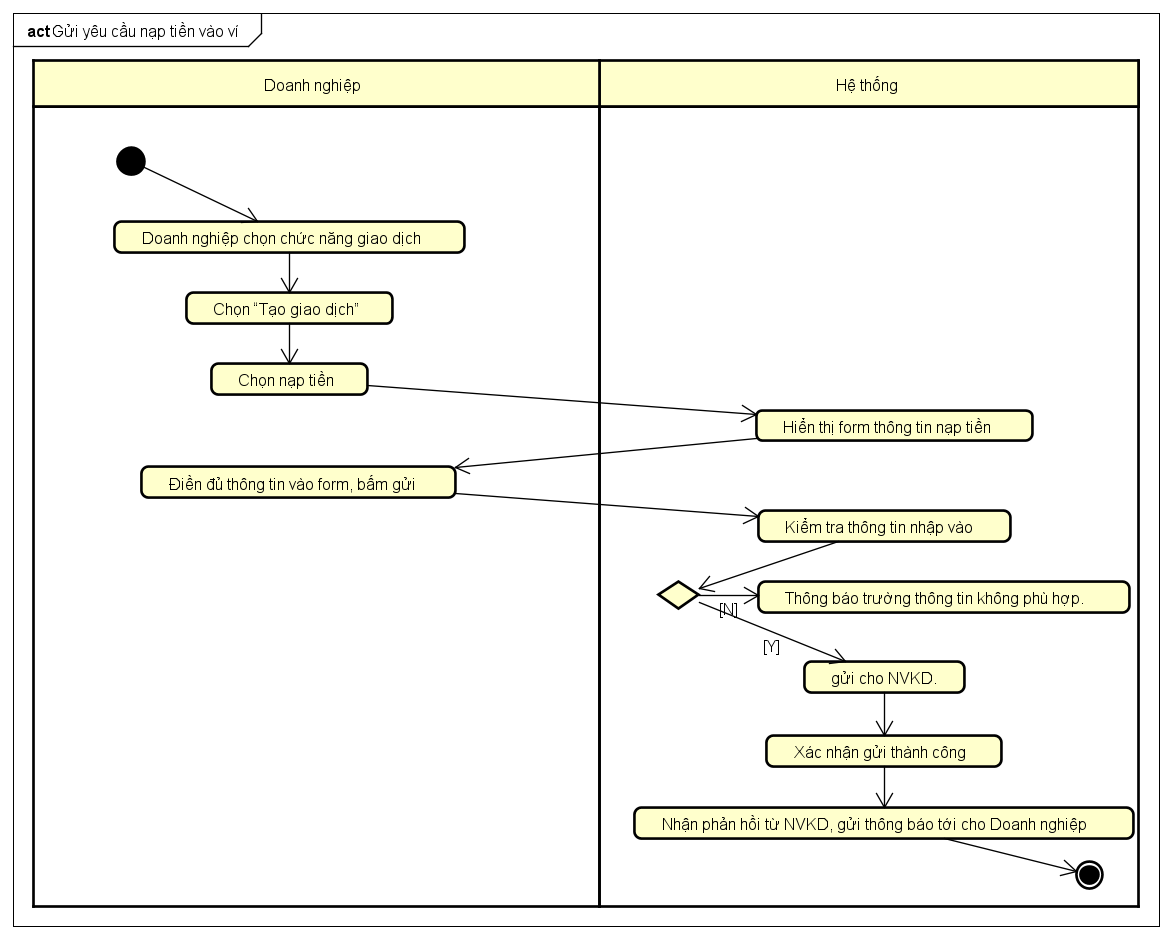 act Gửi yêu cầu nạp tiền vào ví
Doanh nghiệp
Hệ thống
Doanh nghiệp chọn chức năng giao dịch
Chọn “Tạo giao dịch”
Chọn nạp tiền
Hiển thị form thông tin nạp tiền
Điền đủ thông tin vào form, bấm gửi
Kiểm tra thông tin nhập vào
[N]
Thông báo trường thông tin không phù hợp.
[Y]
gửi cho NVKD.
Xác nhận gửi thành công
Nhận phản hồi từ NVKD, gửi thông báo tới cho Doanh nghiệp